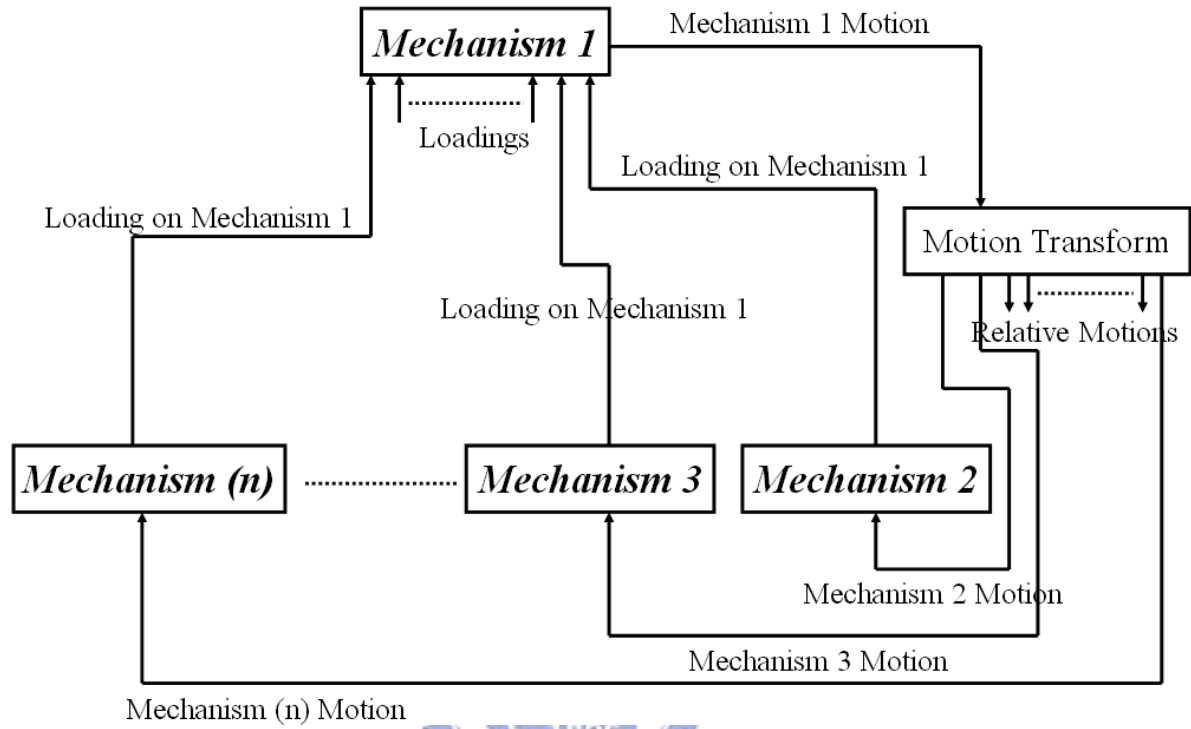 Mechanism 1 Motion
Mechanism 1
Loadings
Loading on Mechanism 1
Loading on Mechanism 1
Motion Transform
Loading on Mechanism 1
Relative Motions
Mechanism (n)
Mechanism 3
Mechanism 2
Mechanism 2 Motion
Mechanism 3 Motion
Mechanism (n) Motion